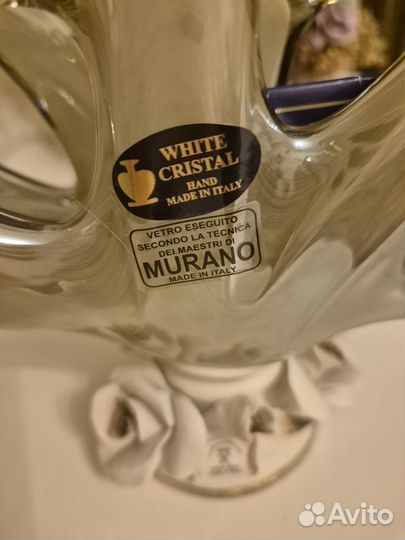 WHITE
CRISTAL
HAND
MADE IN ITALY
VETRO ESEGUITO
SECONDO LA TECNICA
DEI MAESTRI DI
MURANO
MADE IN ITALY
Avito